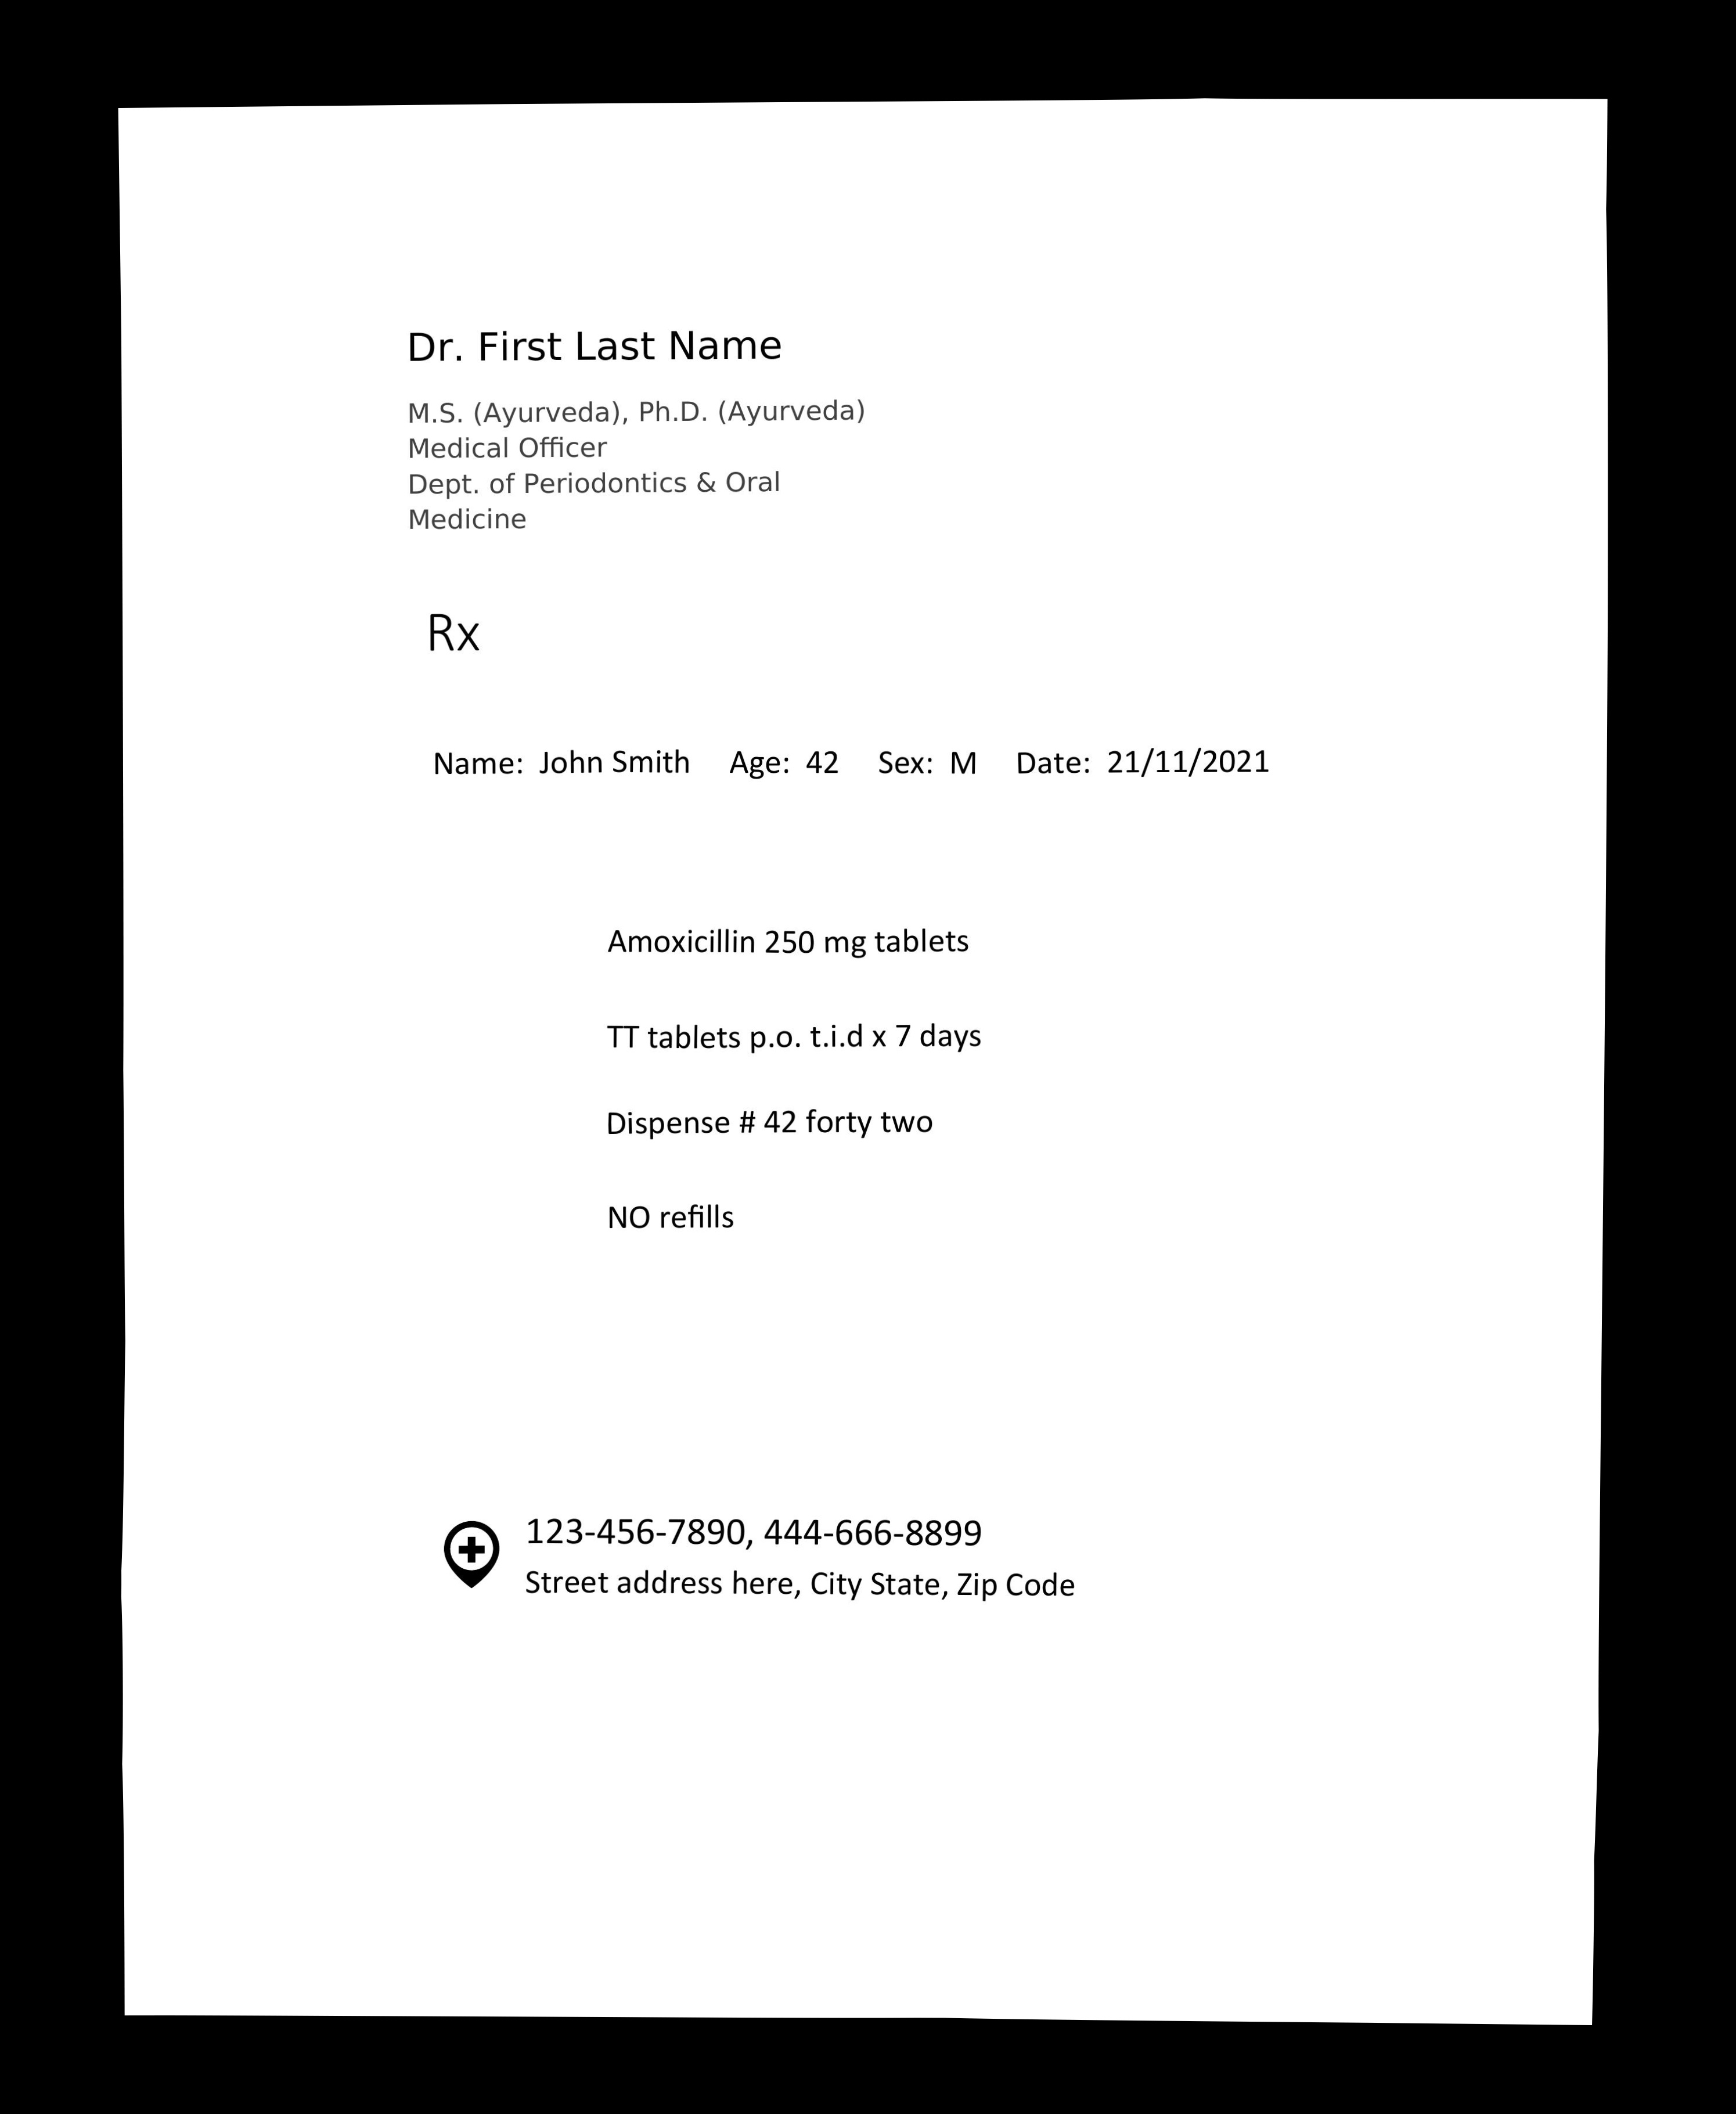 Dr. First Last Name
M.S. (Ayurveda), Ph.D. (Ayurveda)
Medical Officer
Dept. of Periodontics & Oral
Medicine
Rx
Name: John Smith Age: 42 Sex: M Date: 21/11/2021
Amoxicillin 250 mg tablets
TT tablets p.o. t.i.d x 7 days
Dispense # 42 forty two
NO refills
123-456-7890, 444-666-8899
Street address here, City State, Zip Code